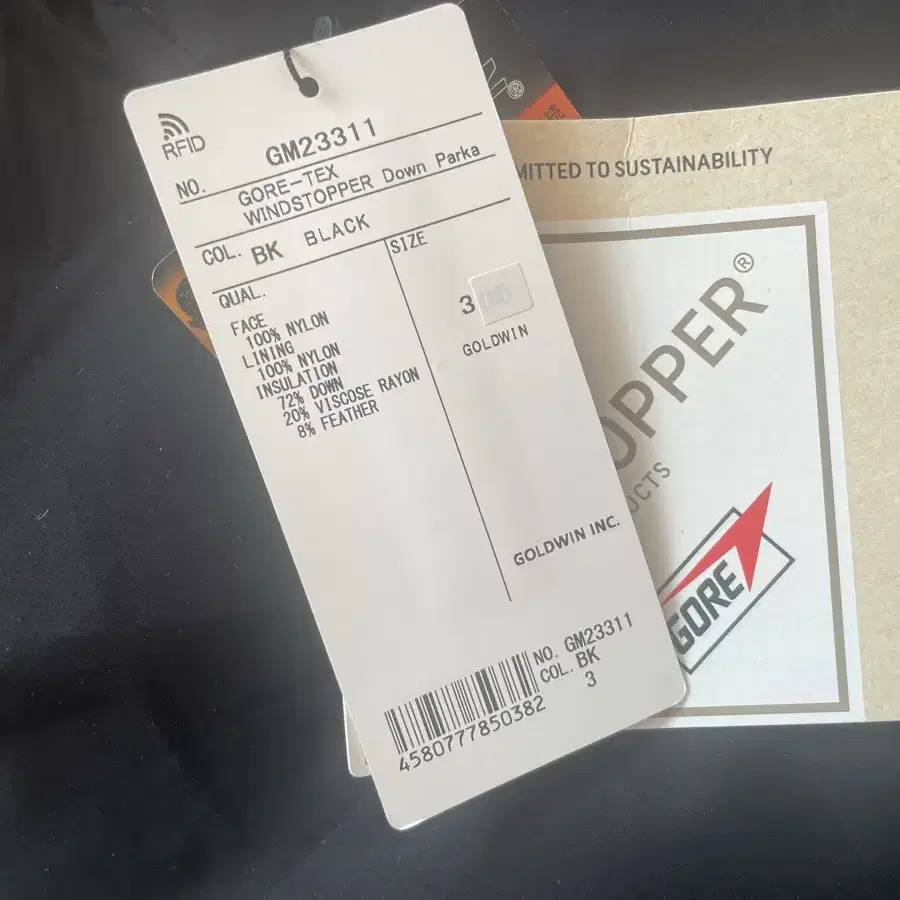 RFID
NO. GM23311
GORE-TEX
WINDSTOPPER Down Parka
COL. BK BLACK
QUAL.
FACE
100% NYLON
LINING
100% NYLON
INSULATION
72% DOWN
20% VISCOSE RAYON
8% FEATHER
SIZE
3
GOLDWIN
GOLDWIN INC.
NO. GM23311
COL. BK
3
4580777850382
MITTED TO SUSTAINABILITY
OPPER®
OCTS
GORE
®